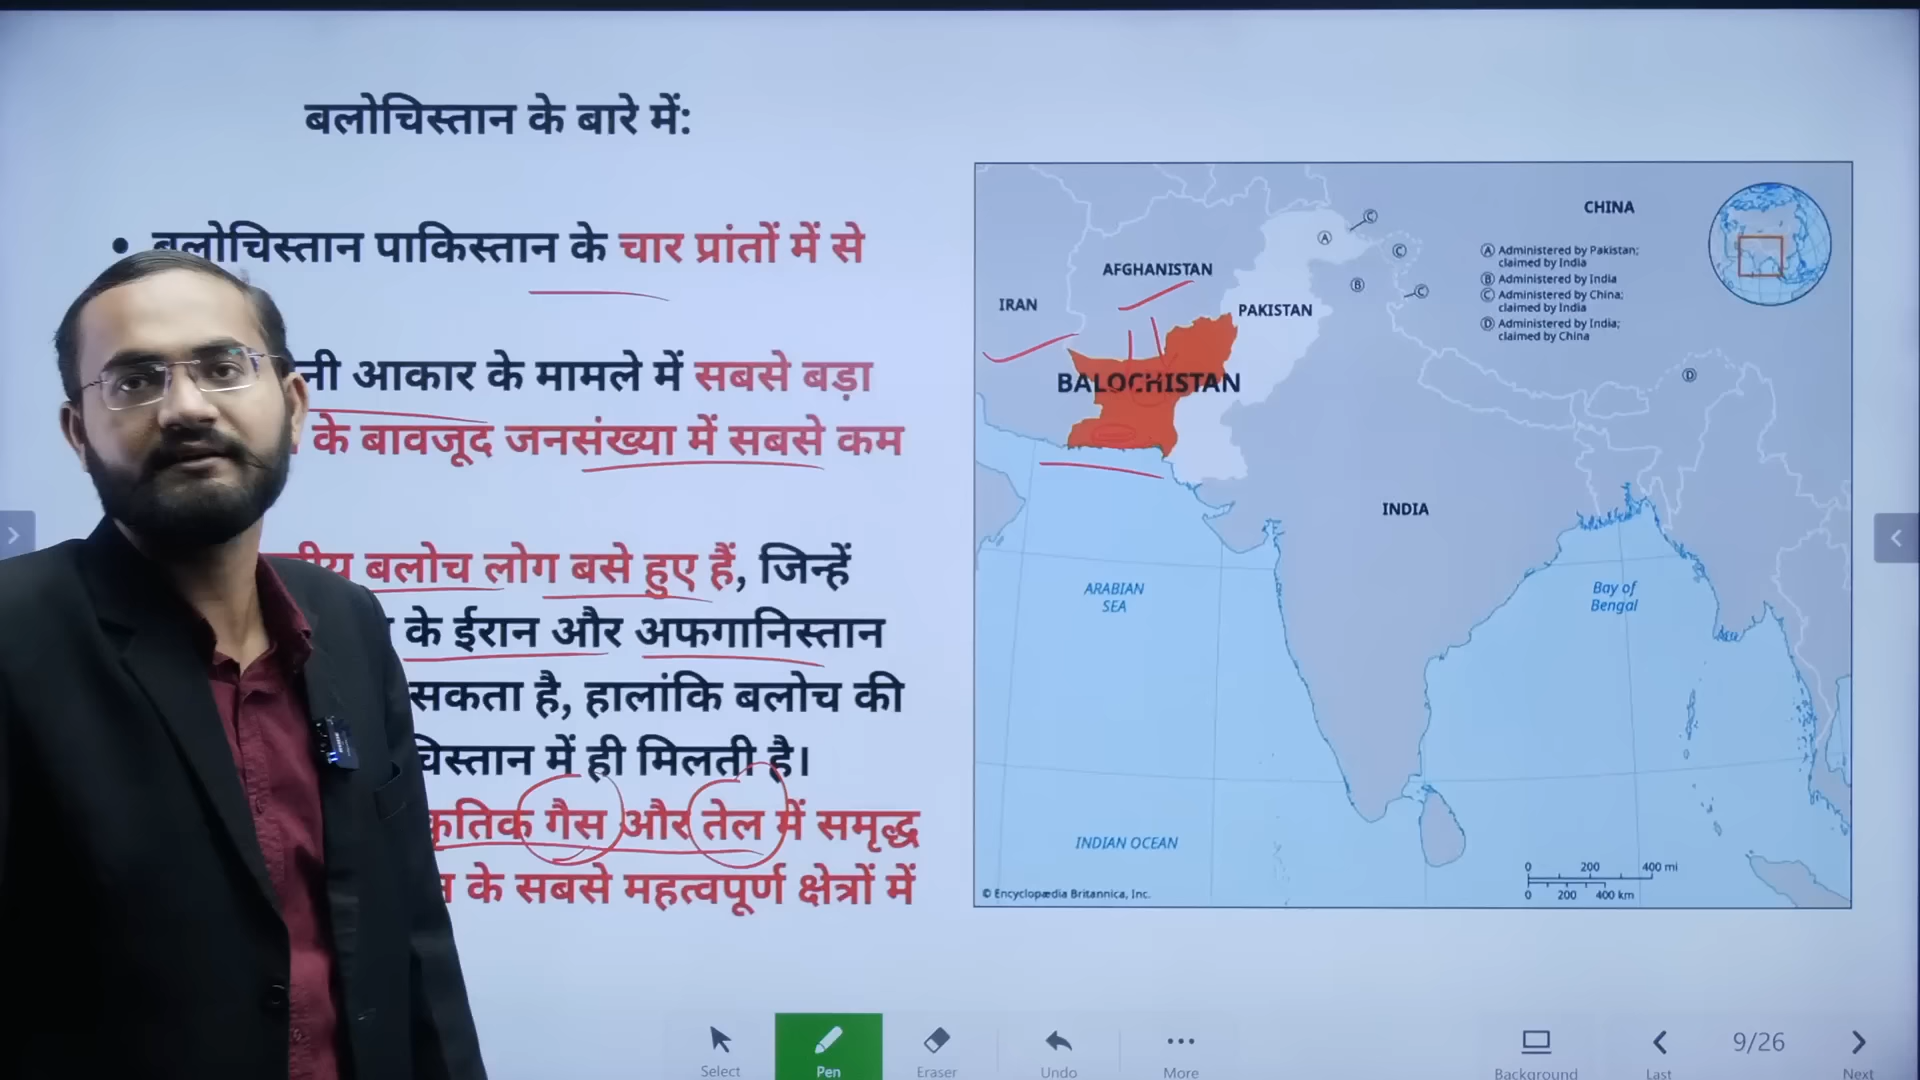 बलोचिस्तान के बारे में:
• बलोचिस्तान पाकिस्तान के चार प्रांतों में से
आकार के मामले में सबसे बड़ा
के बावजूद जनसंख्या में सबसे कम
बलोच लोग बसे हुए हैं, जिन्हें
के ईरान और अफगानिस्तान
सकता है, हालांकि बलोच की
में ही मिलती है।
गैस और तेल में समृद्ध
के सबसे महत्वपूर्ण क्षेत्रों में
CHINA
AFGHANISTAN
IRAN
PAKISTAN
BALOCHISTAN
INDIA
ARABIAN
SEA
Bay of
Bengal
INDIAN OCEAN
A
B
C
C
C
D
A Administered by Pakistan;
claimed by India
B Administered by India
C Administered by China;
claimed by India
D Administered by India;
claimed by China
0 200 400 mi
0 200 400 km
© Encyclopædia Britannica, Inc.
Select
Pen
Eraser
Undo
More
Background
Last
9/26
Next